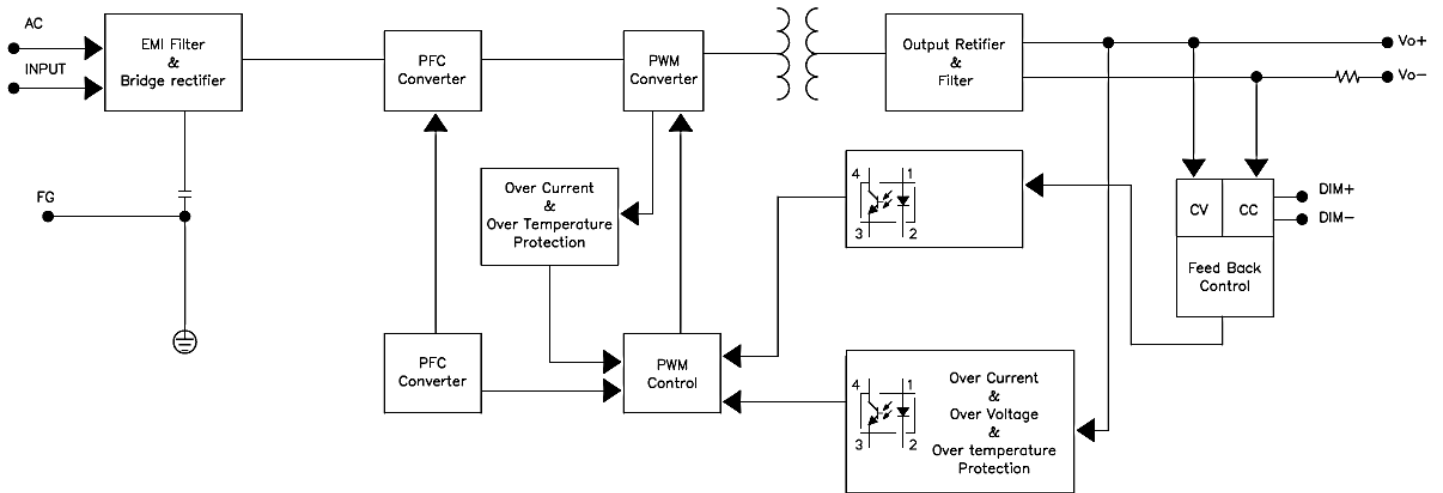 AC
INPUT
EMI Filter
&
Bridge rectifier
PFC
Converter
PWM
Converter
Output Retifier
&
Filter
Vo+
Vo-
FG
Over Current
&
Over Temperature
Protection
4
1
3
2
CV
CC
DIM+
DIM-
Feed Back
Control
PFC
Converter
PWM
Control
4
1
3
2
Over Current
&
Over Voltage
&
Over temperature
Protection